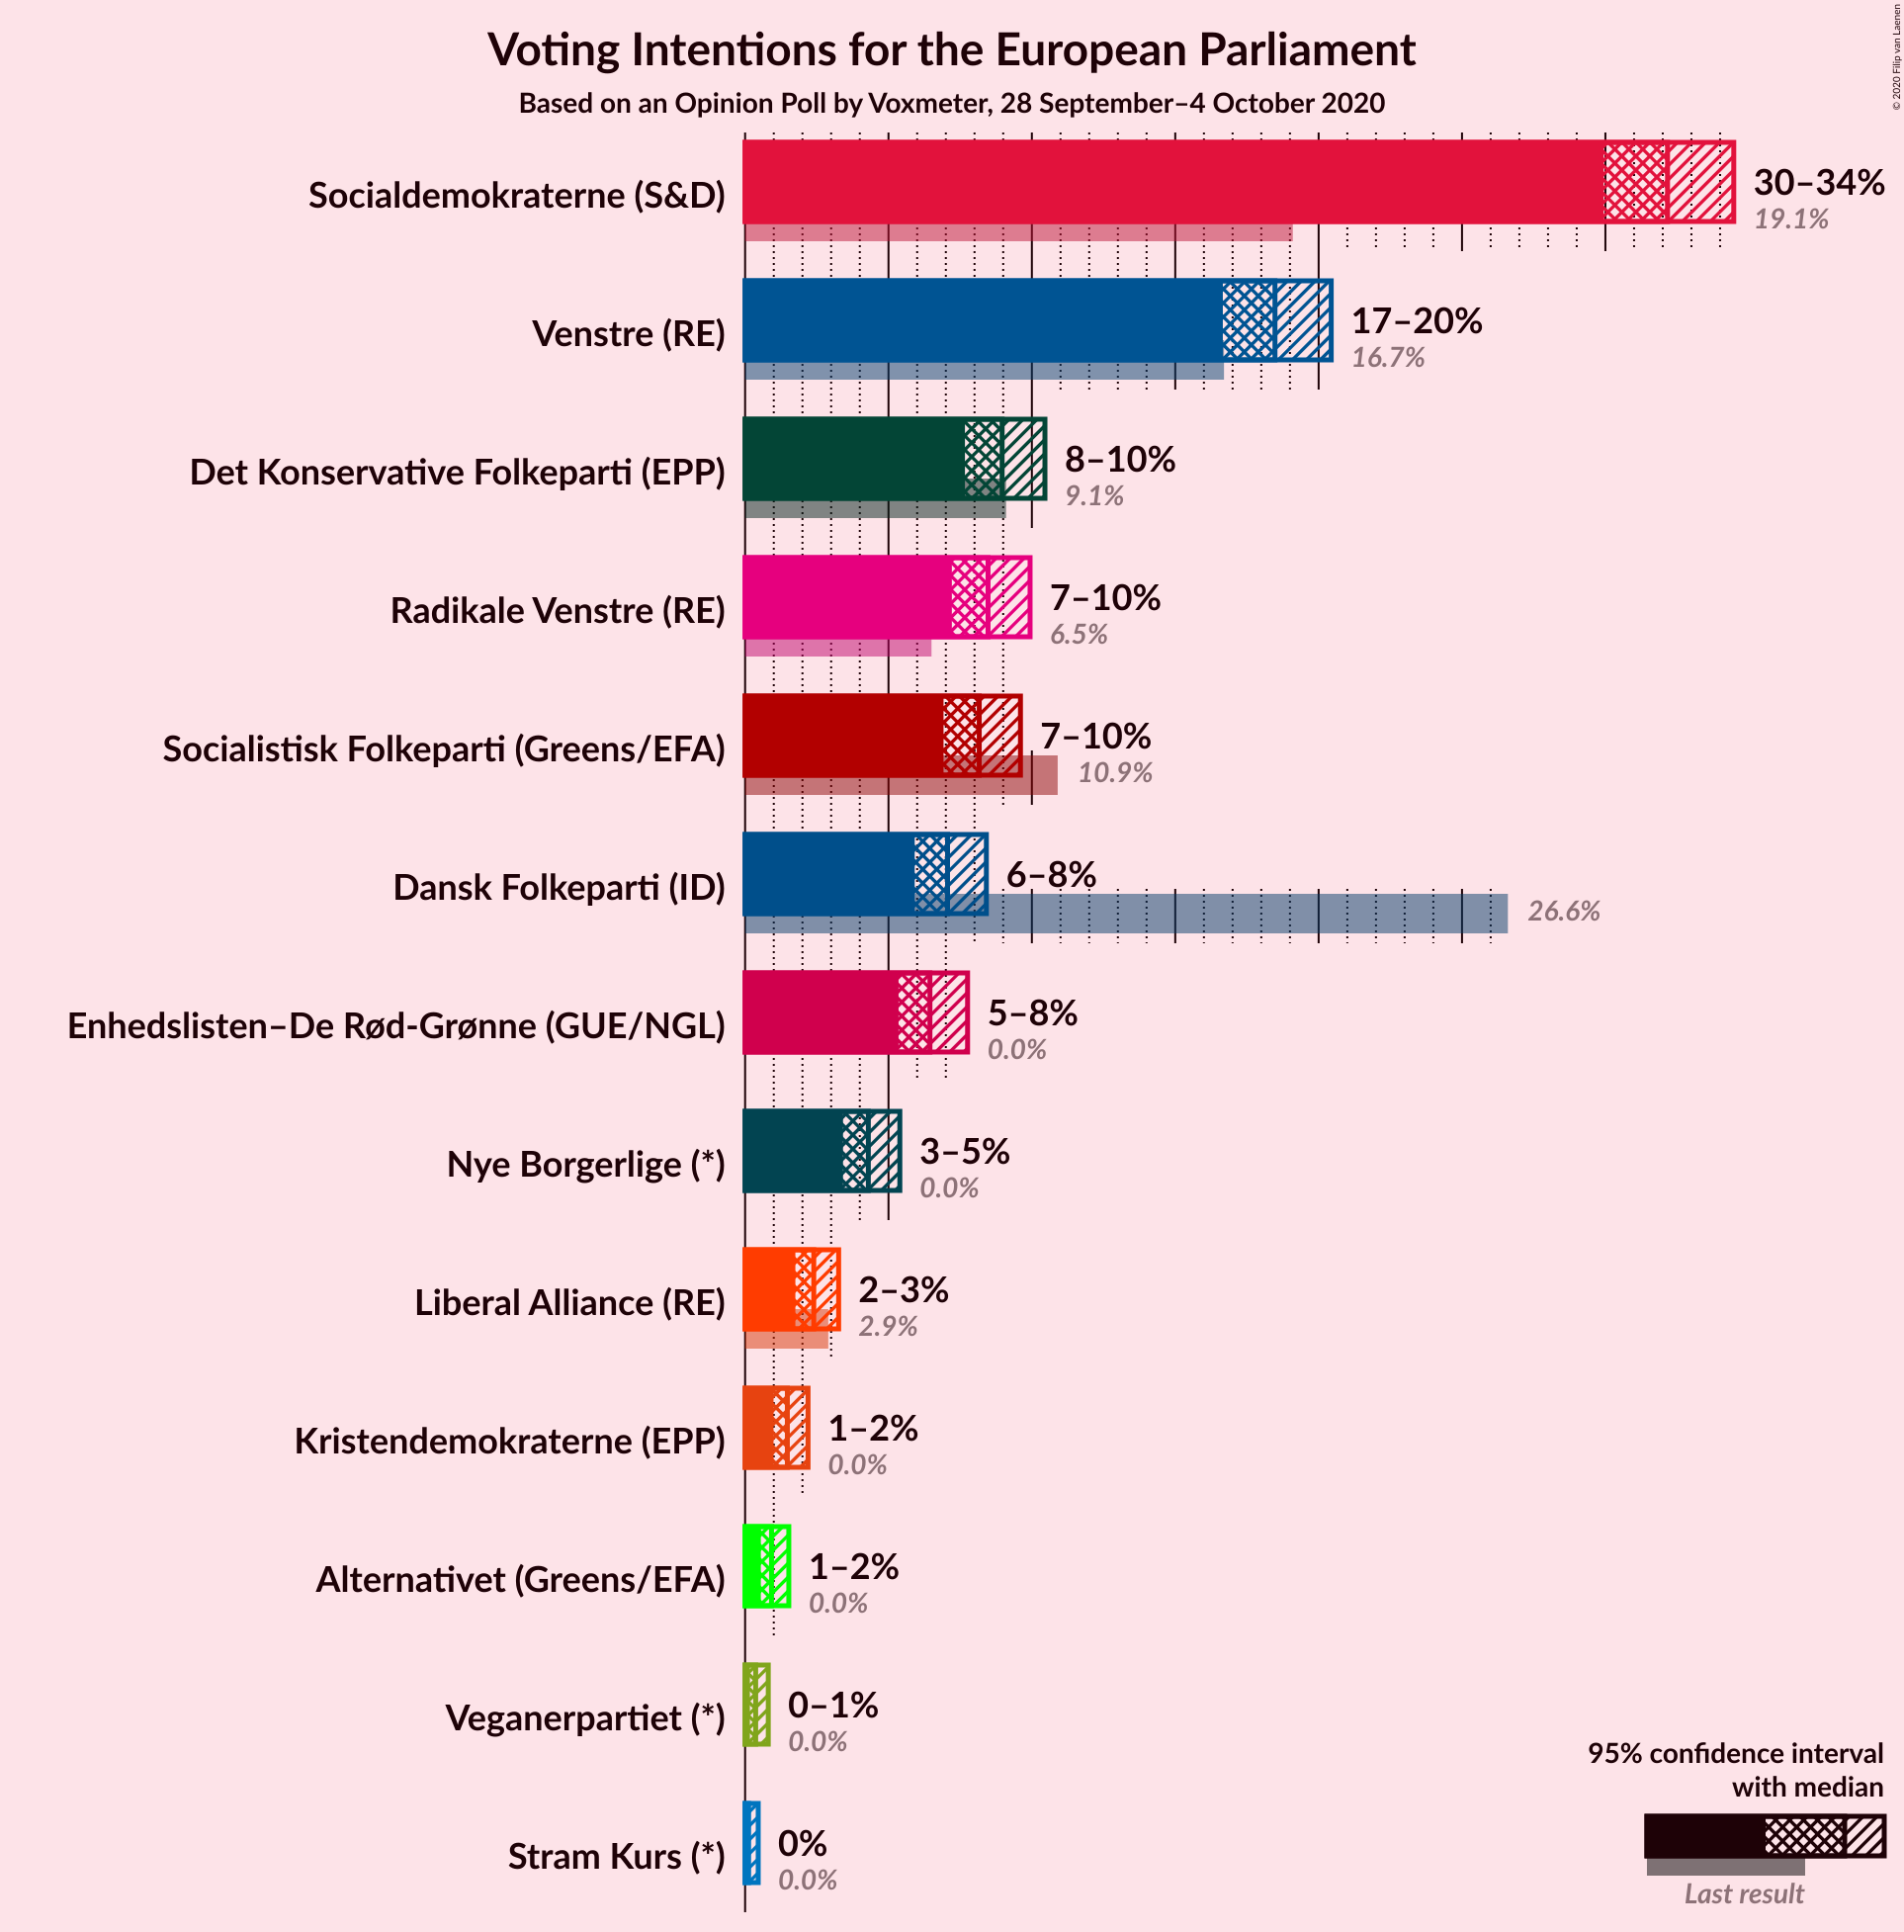 Voting Intentions for the European Parliament
Based on an Opinion Poll by Voxmeter, 28 September–4 October 2020
© 2020 Filip van Laenen
Socialdemokraterne (S&D)
30–34%
19.1%
Venstre (RE)
17–20%
16.7%
Det Konservative Folkeparti (EPP)
8–10%
9.1%
Radikale Venstre (RE)
7–10%
6.5%
Socialistisk Folkeparti (Greens/EFA)
7–10%
10.9%
Dansk Folkeparti (ID)
6–8%
26.6%
Enhedslisten–De Rød-Grønne (GUE/NGL)
5–8%
0.0%
Nye Borgerlige (*)
3–5%
0.0%
Liberal Alliance (RE)
2–3%
2.9%
Kristendemokraterne (EPP)
1–2%
0.0%
Alternativet (Greens/EFA)
1–2%
0.0%
Veganerpartiet (*)
0–1%
0.0%
Stram Kurs (*)
0%
0.0%
95% confidence interval
with median
Last result